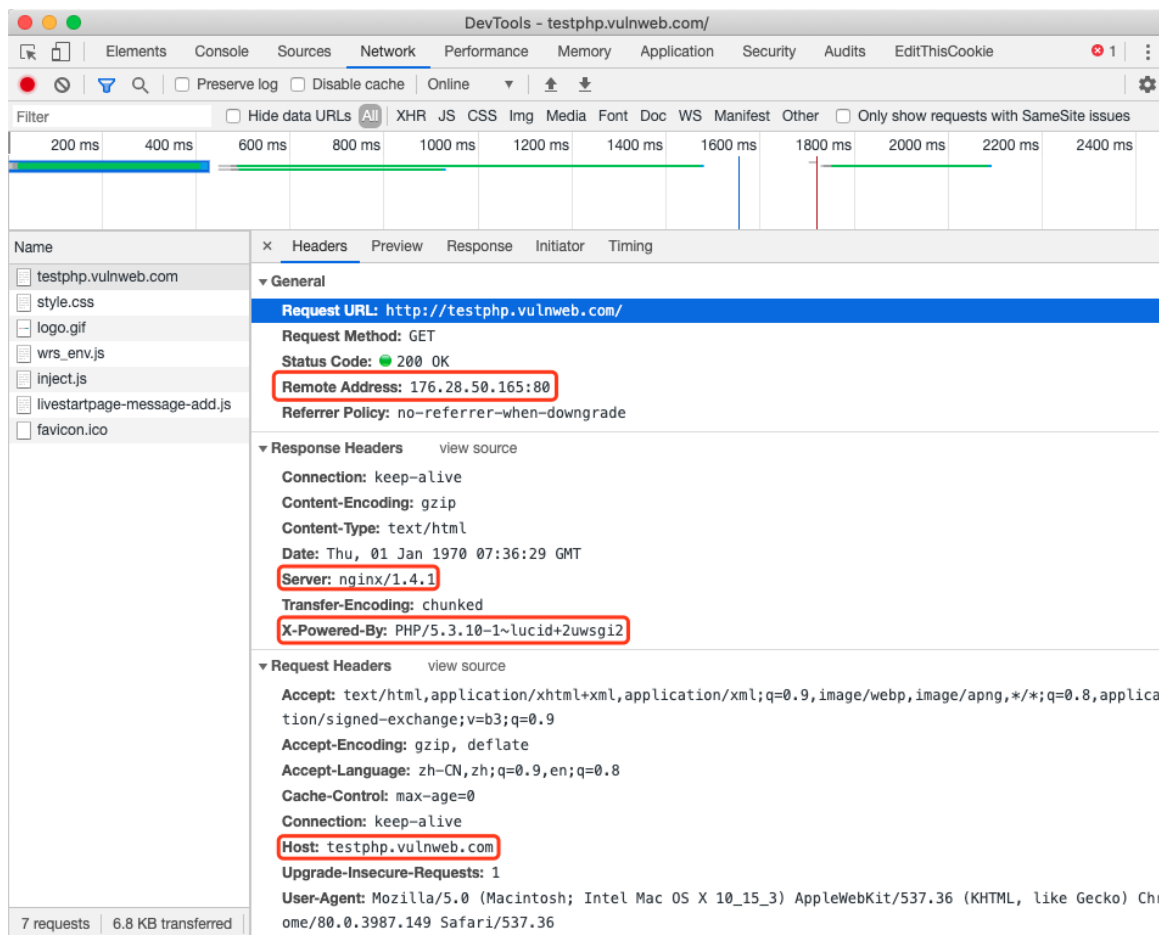 DevTools - testphp.vulnweb.com/
Elements Console Sources Network Performance Memory Application Security Audits EditThisCookie 1
Preserve log Disable cache Online
Filter Hide data URLs All XHR JS CSS Img Media Font Doc WS Manifest Other Only show requests with SameSite issues
200 ms 400 ms 600 ms 800 ms 1000 ms 1200 ms 1400 ms 1600 ms 1800 ms 2000 ms 2200 ms 2400 ms
Name
testphp.vulnweb.com
style.css
logo.gif
wrs_env.js
inject.js
livestartpage-message-add.js
favicon.ico
7 requests 6.8 KB transferred
× Headers Preview Response Initiator Timing
General
Request URL: http://testphp.vulnweb.com/
Request Method: GET
Status Code: 200 OK
Remote Address: 176.28.50.165:80
Referrer Policy: no-referrer-when-downgrade
Response Headers view source
Connection: keep-alive
Content-Encoding: gzip
Content-Type: text/html
Date: Thu, 01 Jan 1970 07:36:29 GMT
Server: nginx/1.4.1
Transfer-Encoding: chunked
X-Powered-By: PHP/5.3.10-1~lucid+2uwsgi2
Request Headers view source
Accept: text/html,application/xhtml+xml,application/xml;q=0.9,image/webp,image/apng,*/*;q=0.8,applica
tion/signed-exchange;v=b3;q=0.9
Accept-Encoding: gzip, deflate
Accept-Language: zh-CN,zh;q=0.9,en;q=0.8
Cache-Control: max-age=0
Connection: keep-alive
Host: testphp.vulnweb.com
Upgrade-Insecure-Requests: 1
User-Agent: Mozilla/5.0 (Macintosh; Intel Mac OS X 10_15_3) AppleWebKit/537.36 (KHTML, like Gecko) Chr
ome/80.0.3987.149 Safari/537.36